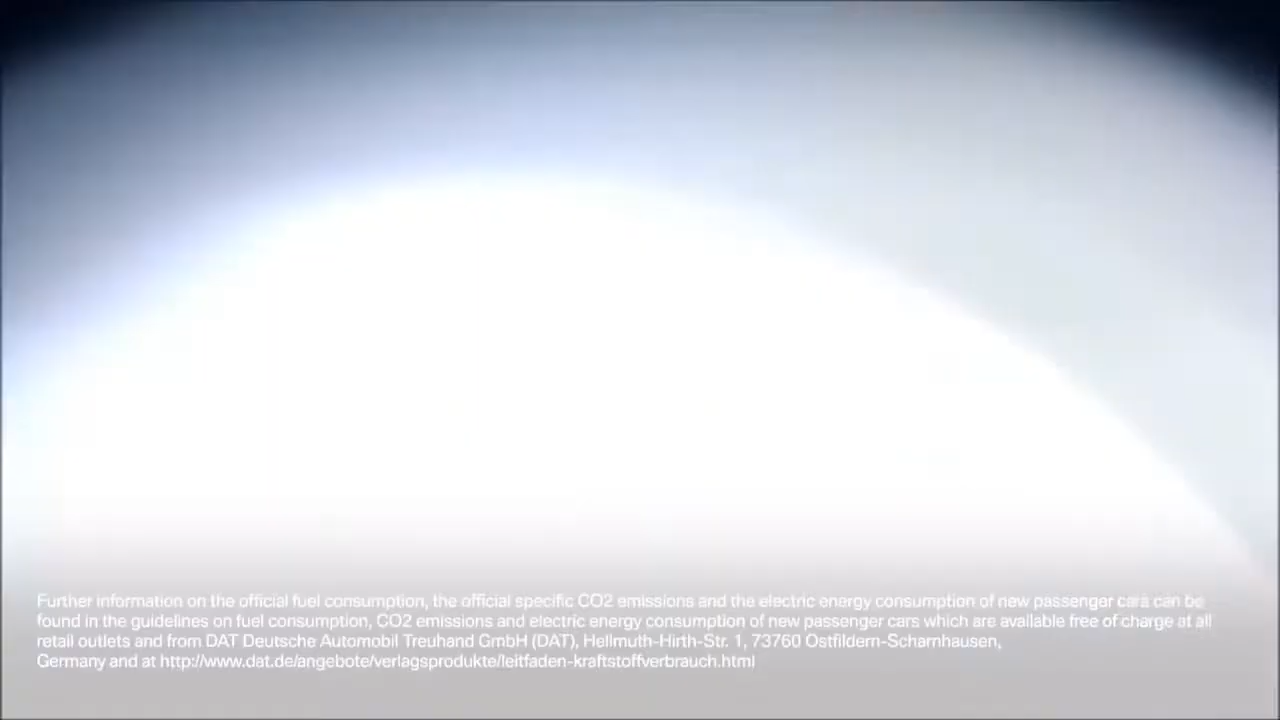 Further information on the official fuel consumption, the official specific CO2 emissions and the electric energy consumption of new passenger cars can be
found in the guidelines on fuel consumption, CO2 emissions and electric energy consumption of new passenger cars which are available free of charge at all
retail outlets and from DAT Deutsche Automobil Treuhand GmbH (DAT), Hellmuth-Hirth-Str. 1, 73760 Ostfildern-Scharnhausen,
Germany and at http://www.dat.de/angebote/verlagsprodukte/leitfaden-kraftstoffverbrauch.html